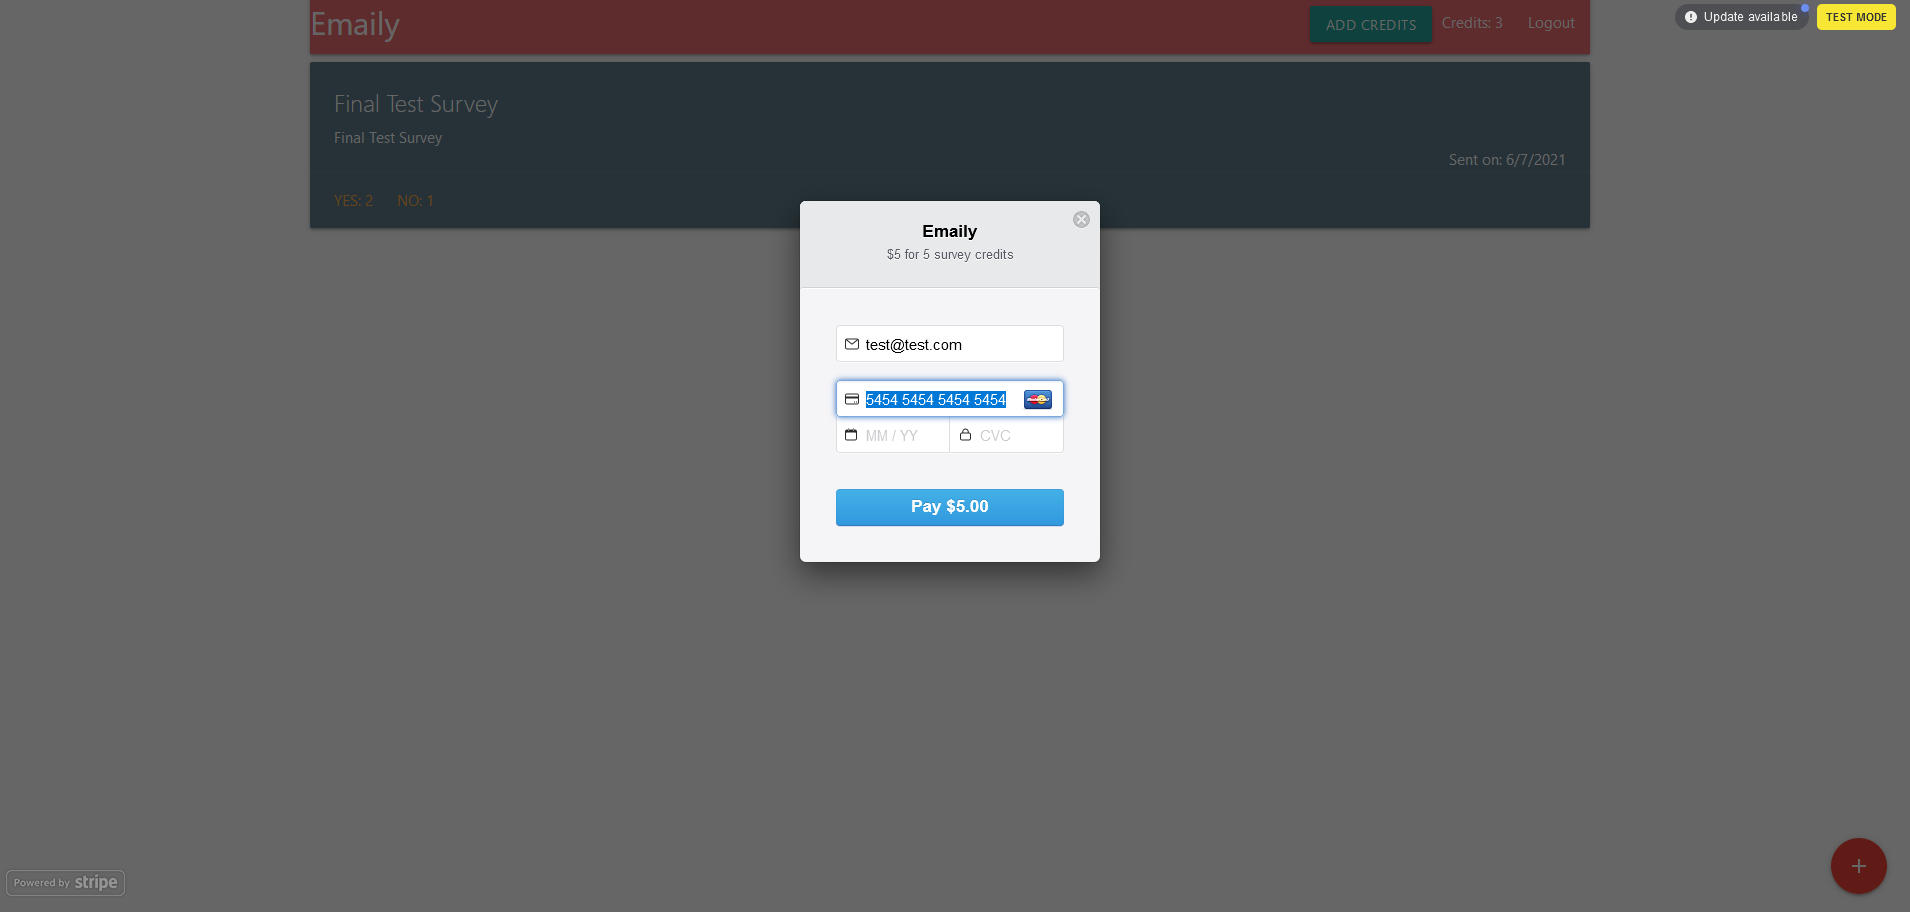 Emaily
ADD CREDITS
Credits: 3
Logout
Update available
TEST MODE
Final Test Survey
Final Test Survey
Sent on: 6/7/2021
YES: 2 NO: 1
Emaily
$5 for 5 survey credits
test@test.com
5454 5454 5454 5454
MM / YY
CVC
Pay $5.00
Powered by stripe
+